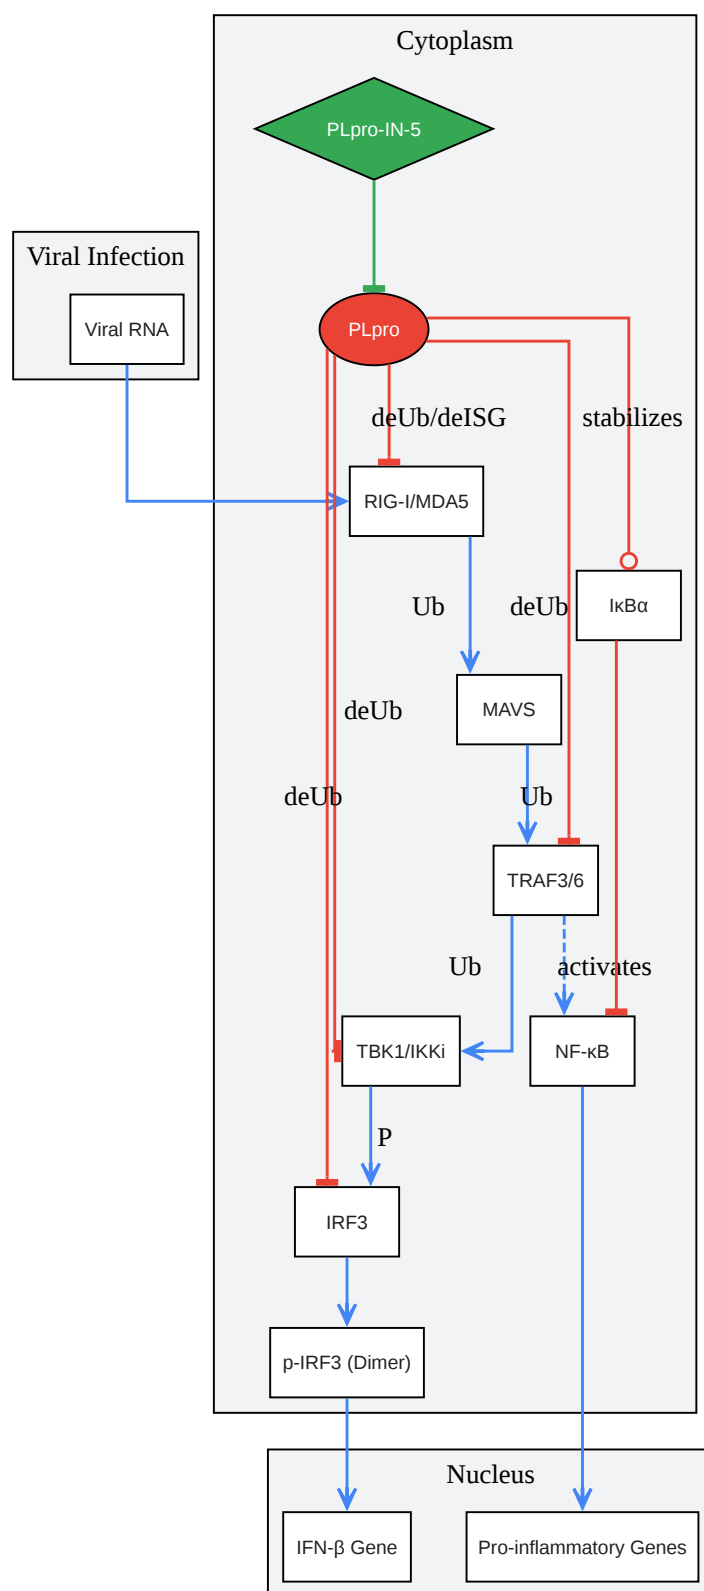 Cytoplasm
PLpro-IN-5
Viral Infection
Viral RNA
PLpro
deUb/deISG
stabilizes
RIG-I/MDA5
Ub
deUb
IκBα
MAVS
deUb
deUb
Ub
TRAF3/6
Ub
activates
TBK1/IKKi
NF-κB
P
IRF3
p-IRF3 (Dimer)
Nucleus
IFN-β Gene
Pro-inflammatory Genes